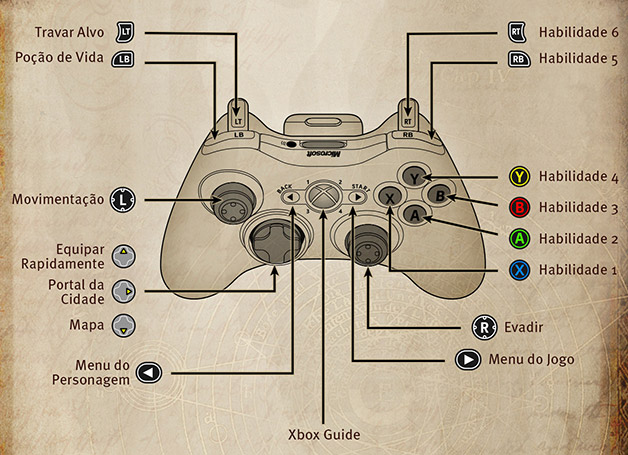 Travar Alvo LT
Poção de Vida LB
RT Habilidade 6
RB Habilidade 5
LT
LB
RT
RB
Microsoft
1 2
BACK START
3 4
Y
X B
A
Movimentação L
Equipar
Rapidamente
Portal da
Cidade
Mapa
Menu do
Personagem
Y Habilidade 4
B Habilidade 3
A Habilidade 2
X Habilidade 1
R Evadir
Menu do Jogo
Xbox Guide